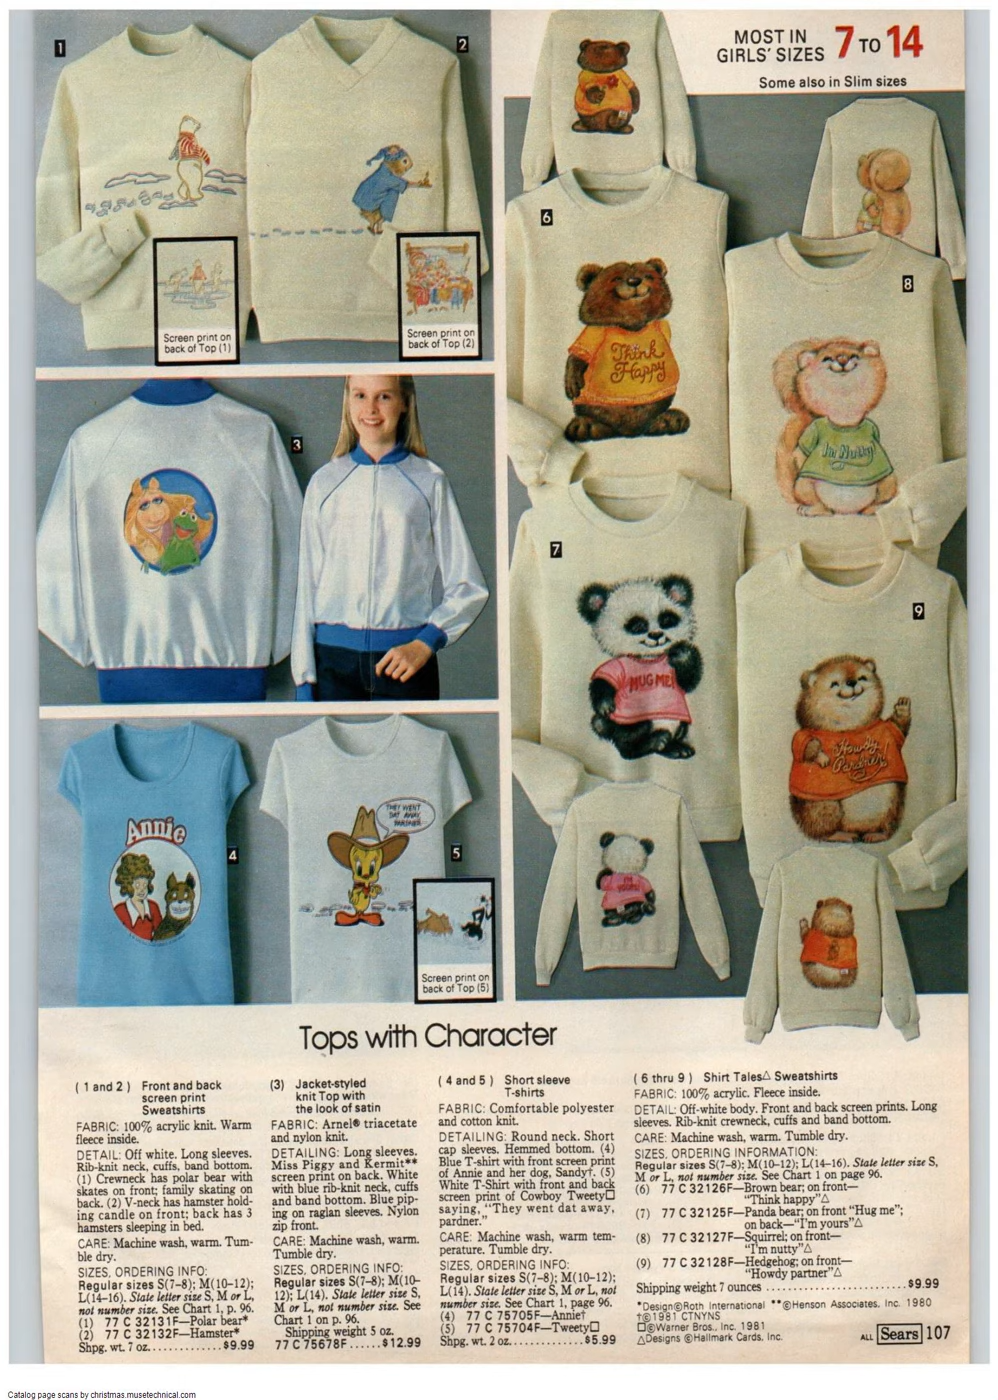 MOST IN
GIRLS' SIZES 7 TO 14
Some also in Slim sizes
1
2
Screen print on
back of Top (1)
Screen print on
back of Top (2)
3
4
Annie
5
THEY WENT
DAT AWAY,
PARDNER.
Screen print on
back of Top (5)
6
Think
Happy
8
I'm Nutty!
7
HUG ME!
I'M
YOURS!
9
Howdy
Pardner!
Tops with Character
( 1 and 2 ) Front and back
screen print
Sweatshirts
FABRIC: 100% acrylic knit. Warm
fleece inside.
DETAIL: Off white. Long sleeves.
Rib-knit neck, cuffs, band bottom.
(1) Crewneck has polar bear with
skates on front; family skating on
back. (2) V-neck has hamster hold-
ing candle on front; back has 3
hamsters sleeping in bed.
CARE: Machine wash, warm. Tum-
ble dry.
SIZES, ORDERING INFO:
Regular sizes S(7–8); M(10–12);
L(14–16). State letter size S, M or L,
not number size. See Chart 1, p. 96.
(1) 77 C 32131F—Polar bear*
(2) 77 C 32132F—Hamster*
Shpg. wt. 7 oz..............$9.99
(3) Jacket-styled
knit Top with
the look of satin
FABRIC: Arnel® triacetate
and nylon knit.
DETAILING: Long sleeves.
Miss Piggy and Kermit**
screen print on back. White
with blue rib-knit neck, cuffs
and band bottom. Blue pip-
ing on raglan sleeves. Nylon
zip front.
CARE: Machine wash, warm.
Tumble dry.
SIZES, ORDERING INFO:
Regular sizes S(7–8); M(10–
12); L(14). State letter size S,
M or L, not number size. See
Chart 1 on p. 96.
Shipping weight 5 oz.
77 C 75678F......$12.99
( 4 and 5 ) Short sleeve
T-shirts
FABRIC: Comfortable polyester
and cotton knit.
DETAILING: Round neck. Short
cap sleeves. Hemmed bottom. (4)
Blue T-shirt with front screen print
of Annie and her dog, Sandy†. (5)
White T-Shirt with front and back
screen print of Cowboy Tweety□
saying, "They went dat away,
pardner."
CARE: Machine wash, warm tem-
perature. Tumble dry.
SIZES, ORDERING INFO:
Regular sizes S(7–8); M(10–12);
L(14). State letter size S, M or L, not
number size. See Chart 1, page 96.
(4) 77 C 75705F—Annie†
(5) 77 C 75704F—Tweety□
Shpg. wt. 2 oz..............$5.99
( 6 thru 9 ) Shirt Tales△ Sweatshirts
FABRIC: 100% acrylic. Fleece inside.
DETAIL: Off-white body. Front and back screen prints. Long
sleeves. Rib-knit crewneck, cuffs and band bottom.
CARE: Machine wash, warm. Tumble dry.
SIZES, ORDERING INFORMATION:
Regular sizes S(7–8); M(10–12); L(14–16). State letter size S,
M or L, not number size. See Chart 1 on page 96.
(6) 77 C 32126F—Brown bear; on front—
"Think happy"△
(7) 77 C 32125F—Panda bear; on front "Hug me";
on back—"I'm yours"△
(8) 77 C 32127F—Squirrel; on front—
"I'm nutty"△
(9) 77 C 32128F—Hedgehog; on front—
"Howdy partner"△
Shipping weight 7 ounces ........................$9.99
*Design©Roth International **©Henson Associates, Inc. 1980
†©1981 CTNYNS
□©Warner Bros., Inc. 1981
△Designs ©Hallmark Cards, Inc.
ALL Sears 107
Catalog page scans by christmas.musetechnical.com